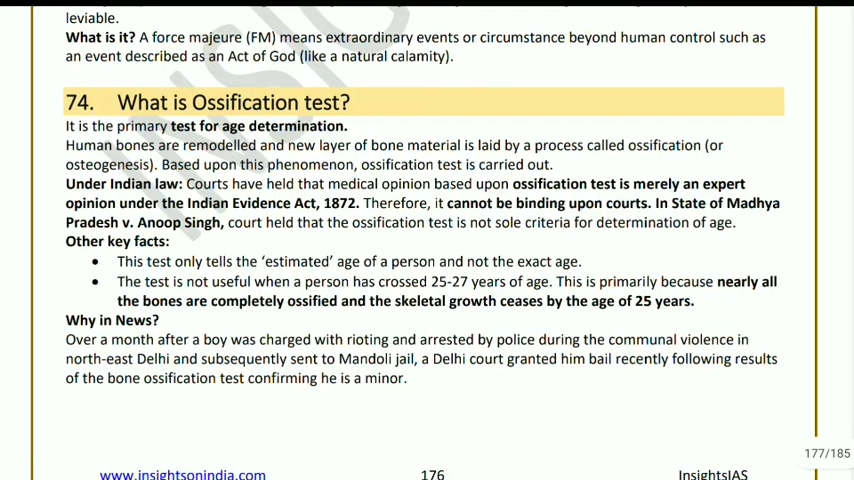 leviable.
What is it? A force majeure (FM) means extraordinary events or circumstance beyond human control such as
an event described as an Act of God (like a natural calamity).
74. What is Ossification test?
It is the primary test for age determination.
Human bones are remodelled and new layer of bone material is laid by a process called ossification (or
osteogenesis). Based upon this phenomenon, ossification test is carried out.
Under Indian law: Courts have held that medical opinion based upon ossification test is merely an expert
opinion under the Indian Evidence Act, 1872. Therefore, it cannot be binding upon courts. In State of Madhya
Pradesh v. Anoop Singh, court held that the ossification test is not sole criteria for determination of age.
Other key facts:
• This test only tells the ‘estimated’ age of a person and not the exact age.
• The test is not useful when a person has crossed 25-27 years of age. This is primarily because nearly all
the bones are completely ossified and the skeletal growth ceases by the age of 25 years.
Why in News?
Over a month after a boy was charged with rioting and arrested by police during the communal violence in
north-east Delhi and subsequently sent to Mandoli jail, a Delhi court granted him bail recently following results
of the bone ossification test confirming he is a minor.
177/185
www.insightsonindia.com 176 InsightsIAS